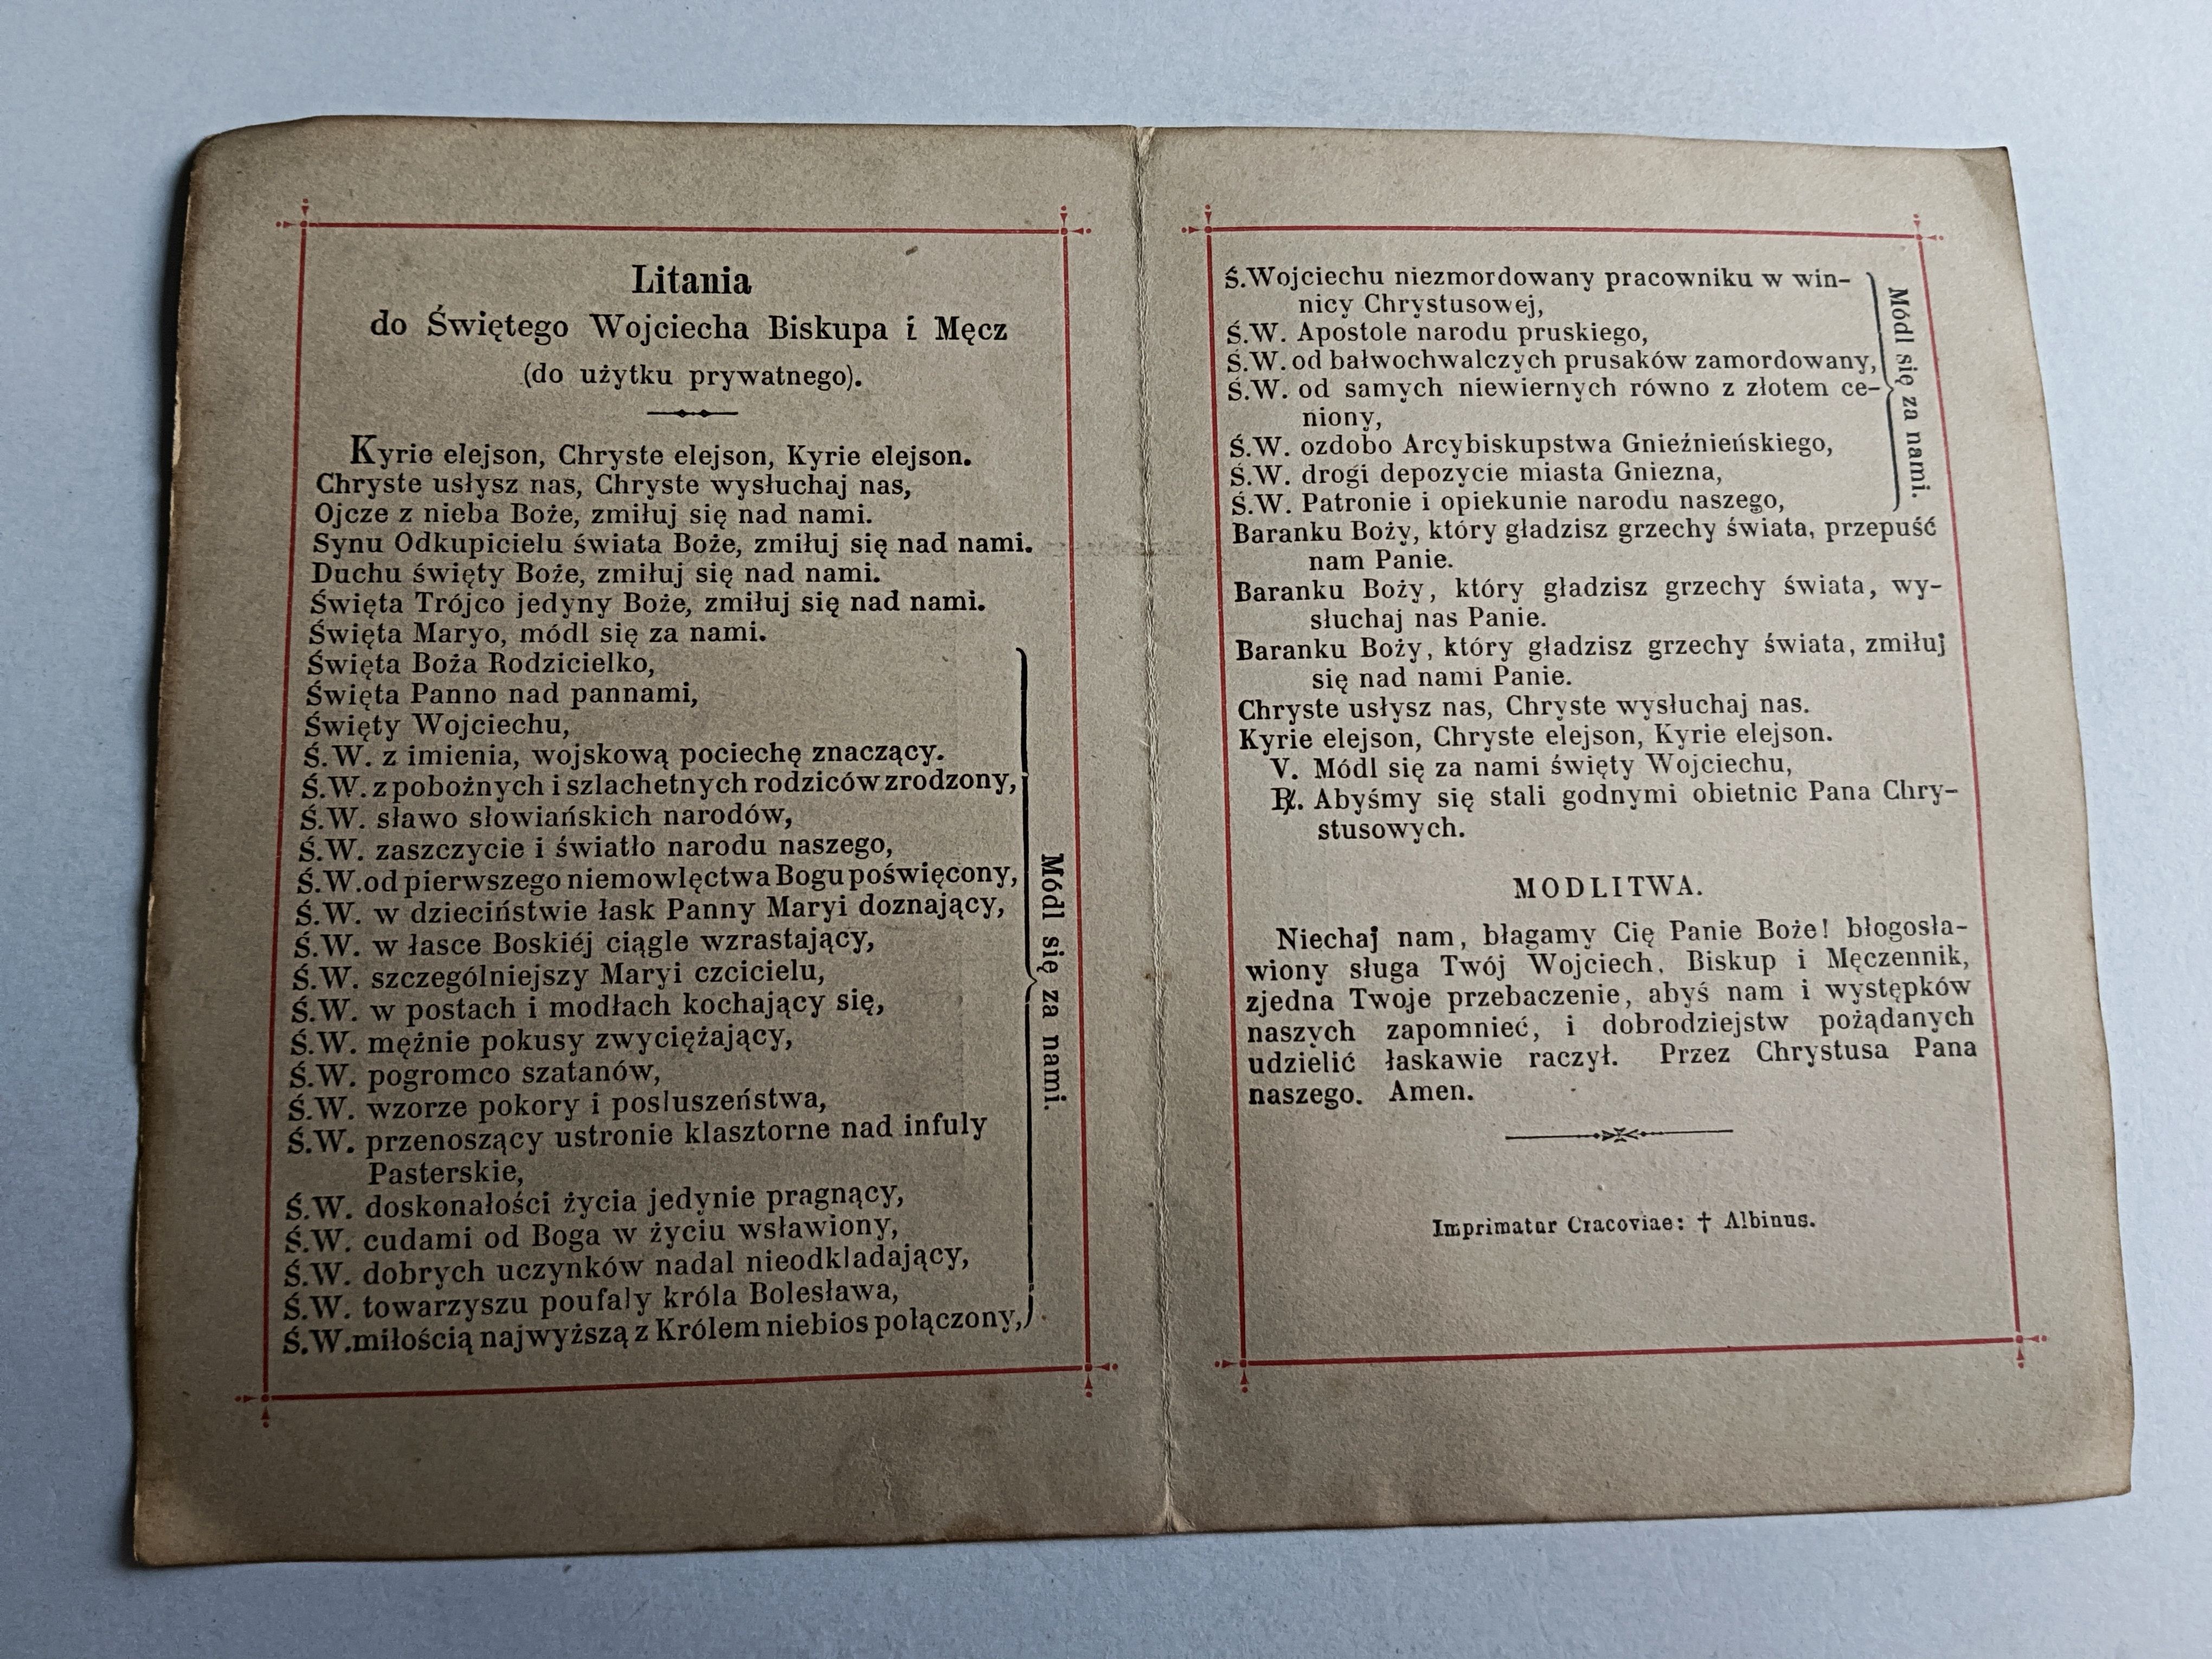 Litania
do Świętego Wojciecha Biskupa i Męcz
(do użytku prywatnego).
Kyrie elejson, Chryste elejson, Kyrie elejson.
Chryste usłysz nas, Chryste wysłuchaj nas,
Ojcze z nieba Boże, zmiłuj się nad nami.
Synu Odkupicielu świata Boże, zmiłuj się nad nami.
Duchu święty Boże, zmiłuj się nad nami.
Święta Trójco jedyny Boże, zmiłuj się nad nami.
Święta Maryo, módl się za nami.
Święta Boża Rodzicielko,
Święta Panno nad pannami,
Święty Wojciechu,
Ś.W. z imienia, wojskową pociechę znaczący.
Ś.W. z pobożnych i szlachetnych rodziców zrodzony,
Ś.W. sławo słowiańskich narodów,
Ś.W. zaszczycie i światło narodu naszego,
Ś.W. od pierwszego niemowlęctwa Bogu poświęcony,
Ś.W. w dzieciństwie łask Panny Maryi doznający,
Ś.W. w łasce Boskiéj ciągle wzrastający,
Ś.W. szczególniejszy Maryi czcicielu,
Ś.W. w postach i modłach kochający się,
Ś.W. mężnie pokusy zwyciężający,
Ś.W. pogromco szatanów,
Ś.W. wzorze pokory i posłuszeństwa,
Ś.W. przenoszący ustronie klasztorne nad infuly
Pasterskie,
Ś.W. doskonałości życia jedynie pragnący,
Ś.W. cudami od Boga w życiu wsławiony,
Ś.W. dobrych uczynków nadal nieodkladający,
Ś.W. towarzyszu poufaly króla Bolesława,
Ś.W. miłością najwyższą z Królem niebios połączony,
Módl się za nami.
Ś.Wojciechu niezmordowany pracowniku w win-
nicy Chrystusowej,
Ś.W. Apostole narodu pruskiego,
Ś.W. od bałwochwalczych prusaków zamordowany,
Ś.W. od samych niewiernych równo z złotem ce-
niony,
Ś.W. ozdobo Arcybiskupstwa Gnieźnieńskiego,
Ś.W. drogi depozycie miasta Gniezna,
Ś.W. Patronie i opiekunie narodu naszego,
Módl się za nami.
Baranku Boży, który gładzisz grzechy świata, przepuść
nam Panie.
Baranku Boży, który gładzisz grzechy świata, wy-
słuchaj nas Panie.
Baranku Boży, który gładzisz grzechy świata, zmiłuj
się nad nami Panie.
Chryste usłysz nas, Chryste wysłuchaj nas.
Kyrie elejson, Chryste elejson, Kyrie elejson.
V. Módl się za nami święty Wojciechu,
℟. Abyśmy się stali godnymi obietnic Pana Chry-
stusowych.
MODLITWA.
Niechaj nam, błagamy Cię Panie Boże! błogosła-
wiony sługa Twój Wojciech, Biskup i Męczennik,
zjedna Twoje przebaczenie, abyś nam i występków
naszych zapomnieć, i dobrodziejstw pożądanych
udzielić łaskawie raczył. Przez Chrystusa Pana
naszego. Amen.
Imprimatur Cracoviae: † Albinus.